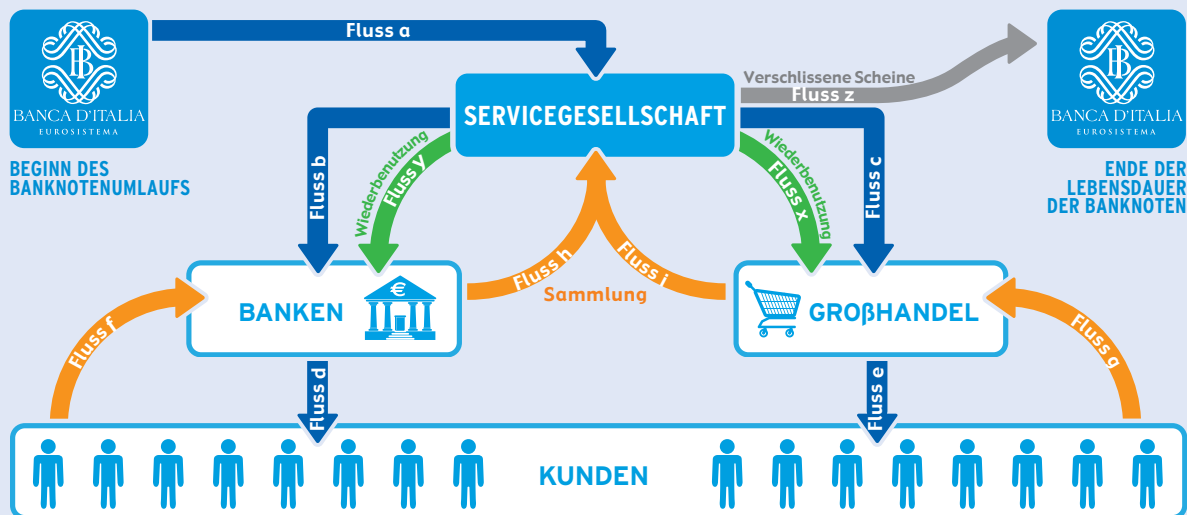 Fluss a
BANCA D'ITALIA
EUROSISTEMA
BEGINN DES
BANKNOTENUMLAUFS
SERVICEGESELLSCHAFT
Verschlissene Scheine
Fluss z
BANCA D'ITALIA
EUROSISTEMA
ENDE DER
LEBENSDAUER
DER BANKNOTEN
Fluss b
Wiederbenutzung
Fluss y
Wiederbenutzung
Fluss x
Fluss c
Fluss h
Fluss i
Sammlung
BANKEN
€
GROßHANDEL
Fluss f
Fluss g
Fluss d
Fluss e
KUNDEN